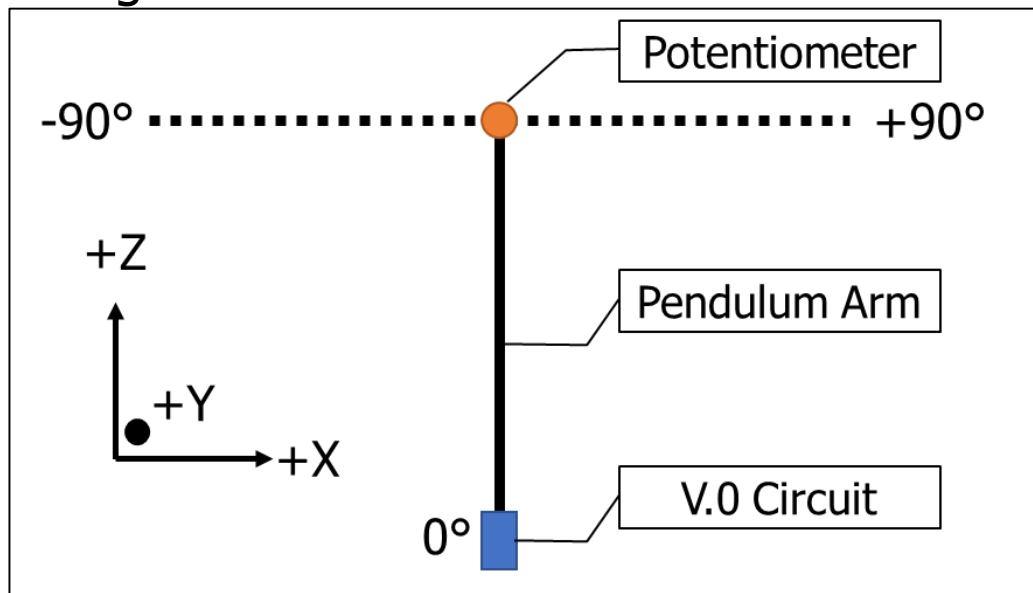 Potentiometer
-90°
+90°
+Z
Pendulum Arm
+Y
+X
V.0 Circuit
0°